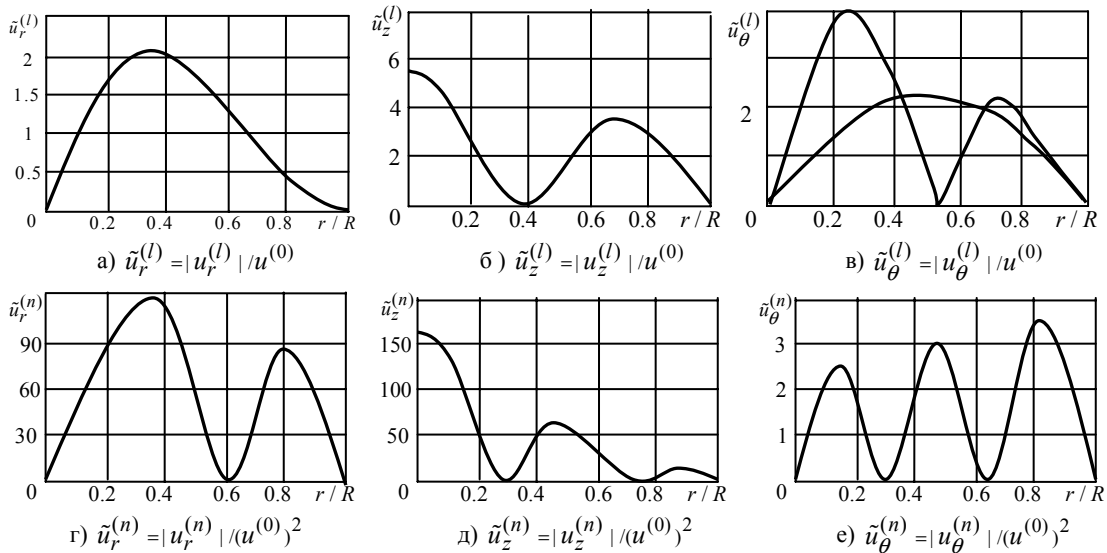 ũ_r^(l)
2
1.5
1
0.5
0
0.2 0.4 0.6 0.8 r / R
а) ũ_r^(l) =| u_r^(l) | /u^(0)
ũ_z^(l)
6
4
2
0
0.2 0.4 0.6 0.8 r / R
б ) ũ_z^(l) =| u_z^(l) | /u^(0)
ũ_θ^(l)
2
0
0.2 0.4 0.6 0.8 r / R
в) ũ_θ^(l) =| u_θ^(l) | /u^(0)
ũ_r^(n)
90
60
30
0
0.2 0.4 0.6 0.8 r / R
г) ũ_r^(n) =| u_r^(n) | /(u^(0))^2
ũ_z^(n)
150
100
50
0
0.2 0.4 0.6 0.8 r / R
д) ũ_z^(n) =| u_z^(n) | /(u^(0))^2
ũ_θ^(n)
3
2
1
0
0.2 0.4 0.6 0.8 r / R
е) ũ_θ^(n) =| u_θ^(n) | /(u^(0))^2